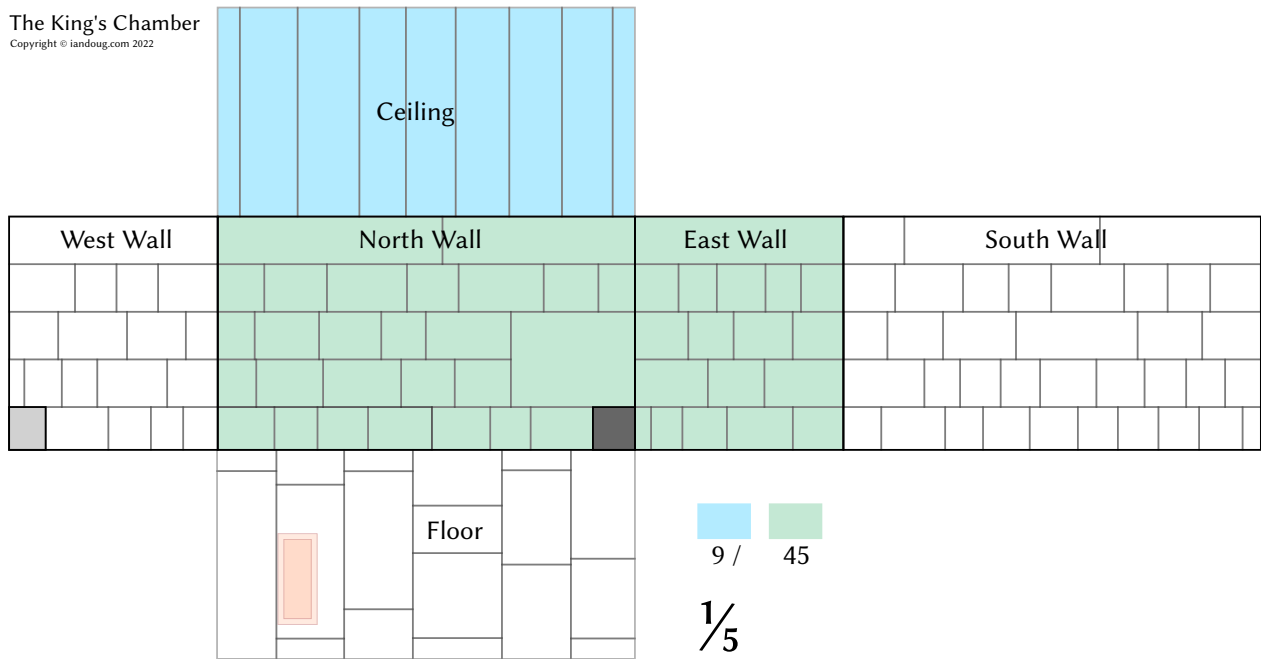 The King's Chamber
Copyright © iandoug.com 2022
Ceiling
West Wall
North Wall
East Wall
South Wall
Floor
9 / 45
⅕